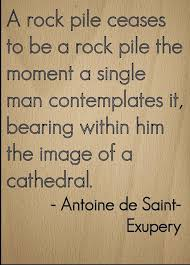 A rock pile ceases
to be a rock pile the
moment a single
man contemplates it,
bearing within him
the image of a
cathedral.
- Antoine de Saint-
Exupery